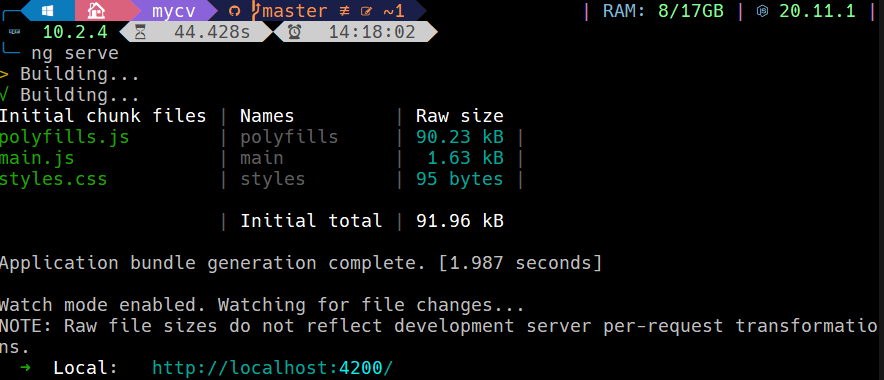 mycv master ≢ ~1 | RAM: 8/17GB | 20.11.1 |
10.2.4 44.428s 14:18:02
ng serve
> Building...
√ Building...
Initial chunk files | Names | Raw size
polyfills.js | polyfills | 90.23 kB |
main.js | main | 1.63 kB |
styles.css | styles | 95 bytes |
| Initial total | 91.96 kB
Application bundle generation complete. [1.987 seconds]
Watch mode enabled. Watching for file changes...
NOTE: Raw file sizes do not reflect development server per-request transformatio
ns.
➜ Local: http://localhost:4200/